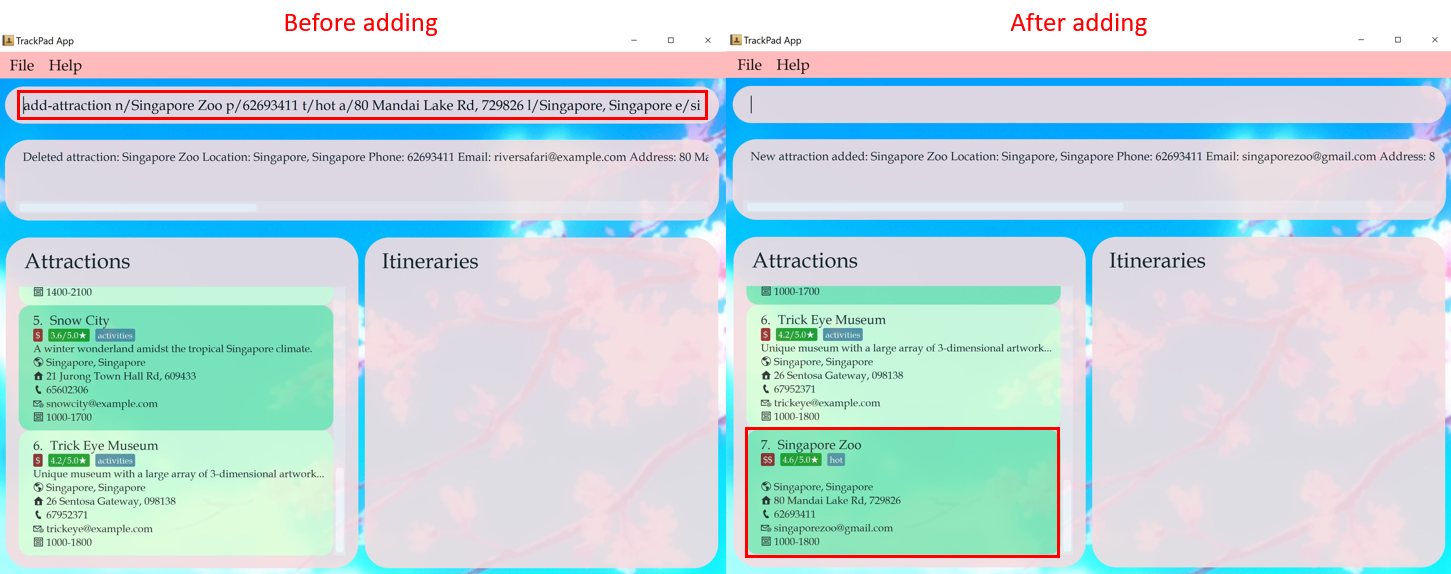 Before adding
TrackPad App
File Help
add-attraction n/Singapore Zoo p/62693411 t/hot a/80 Mandai Lake Rd, 729826 l/Singapore, Singapore e/si
Deleted attraction: Singapore Zoo Location: Singapore, Singapore Phone: 62693411 Email: riversafari@example.com Address: 80 Ma
Attractions
1400-2100
5. Snow City
$ 3.6/5.0★ activities
A winter wonderland amidst the tropical Singapore climate.
Singapore, Singapore
21 Jurong Town Hall Rd, 609433
65602306
snowcity@example.com
1000-1700
6. Trick Eye Museum
$ 4.2/5.0★ activities
Unique museum with a large array of 3-dimensional artwork...
Singapore, Singapore
26 Sentosa Gateway, 098138
67952371
trickeye@example.com
1000-1800
Itineraries
After adding
TrackPad App
File Help
New attraction added: Singapore Zoo Location: Singapore, Singapore Phone: 62693411 Email: singaporezoo@gmail.com Address: 8
Attractions
1000-1700
6. Trick Eye Museum
$ 4.2/5.0★ activities
Unique museum with a large array of 3-dimensional artwork...
Singapore, Singapore
26 Sentosa Gateway, 098138
67952371
trickeye@example.com
1000-1800
7. Singapore Zoo
$$ 4.6/5.0★ hot
Singapore, Singapore
80 Mandai Lake Rd, 729826
62693411
singaporezoo@gmail.com
1000-1800
Itineraries